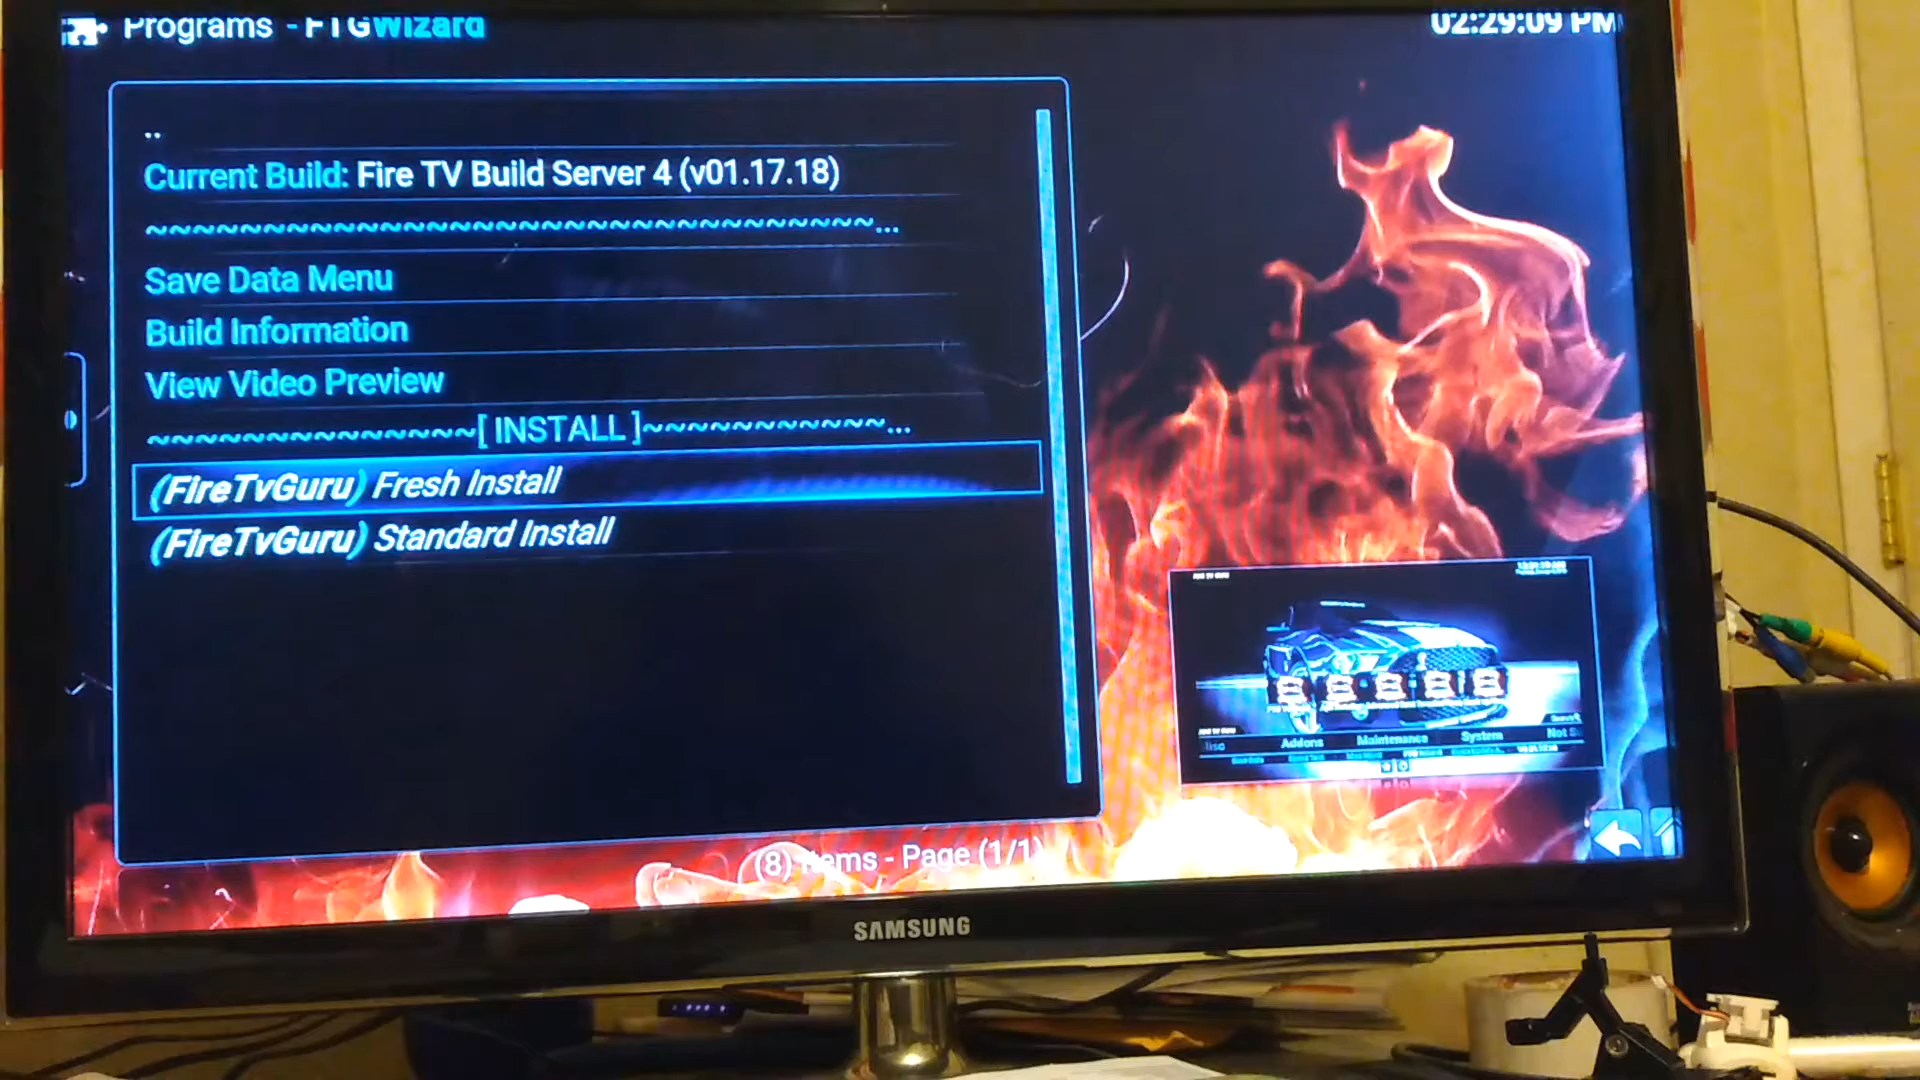 Programs - FTGWizard
02:29:09 PM
..
Current Build: Fire TV Build Server 4 (v01.17.18)
~~~~~~~~~~~~~~~~~~~~~~~~~~~~~~~...
Save Data Menu
Build Information
View Video Preview
~~~~~~~~~~~~~~[ INSTALL ]~~~~~~~~~~~...
(FireTvGuru) Fresh Install
(FireTvGuru) Standard Install
Addons Maintenance System
(8) Items - Page (1/1)
SAMSUNG